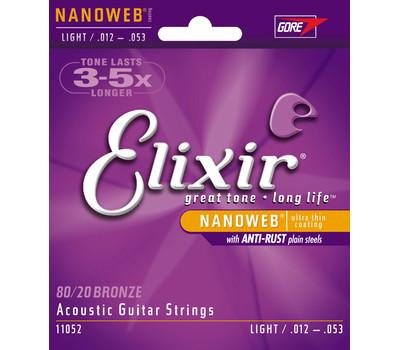 NANOWEB®
LIGHT / .012 — .053
GORE
TONE LASTS
3-5x
LONGER
Elixir®
great tone • long life™
NANOWEB® ultra thin coating
with ANTI-RUST plain steels
80/20 BRONZE
Acoustic Guitar Strings
11052
LIGHT / .012 — .053